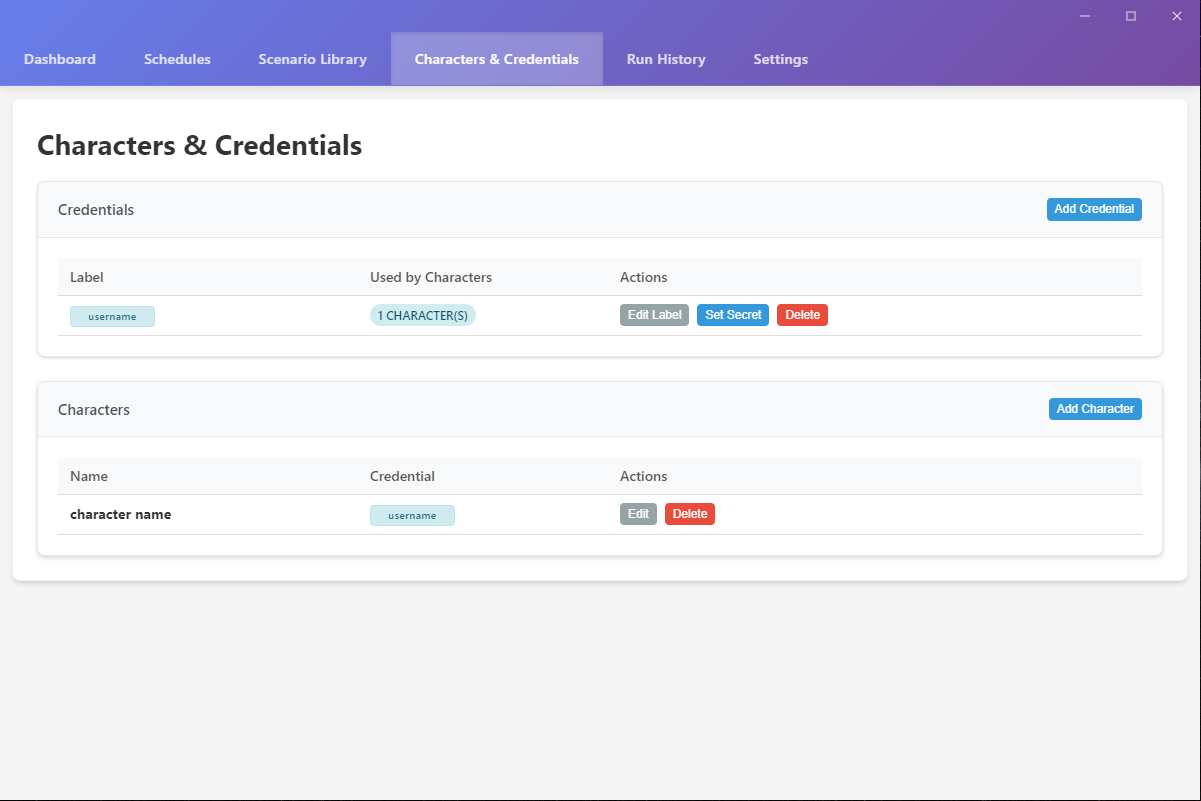 Dashboard Schedules Scenario Library Characters & Credentials Run History Settings
Characters & Credentials
Credentials Add Credential
Label Used by Characters Actions
username 1 CHARACTER(S) Edit Label Set Secret Delete
Characters Add Character
Name Credential Actions
character name username Edit Delete